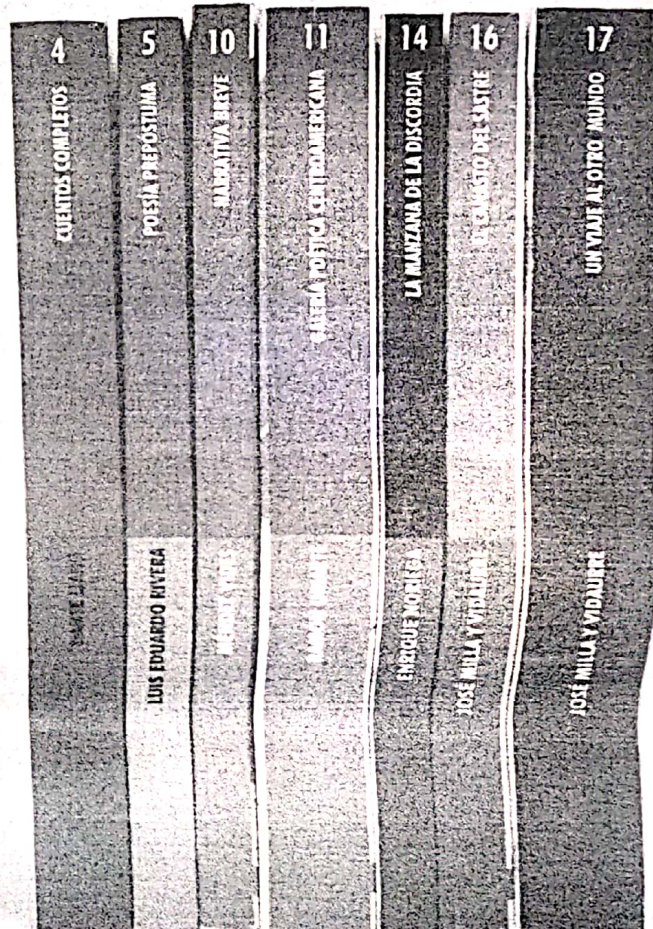 4
CUENTOS COMPLETOS
5
POESÍA PREPÓSTUMA
LUIS EDUARDO RIVERA
10
NARRATIVA BREVE
11
GALERÍA POÉTICA CENTROAMERICANA
14
LA MANZANA DE LA DISCORDIA
ENRIQUE NORIEGA
16
EL CANASTO DEL SASTRE
JOSÉ MILLA Y VIDAURRE
17
UN VIAJE AL OTRO MUNDO
JOSÉ MILLA Y VIDAURRE